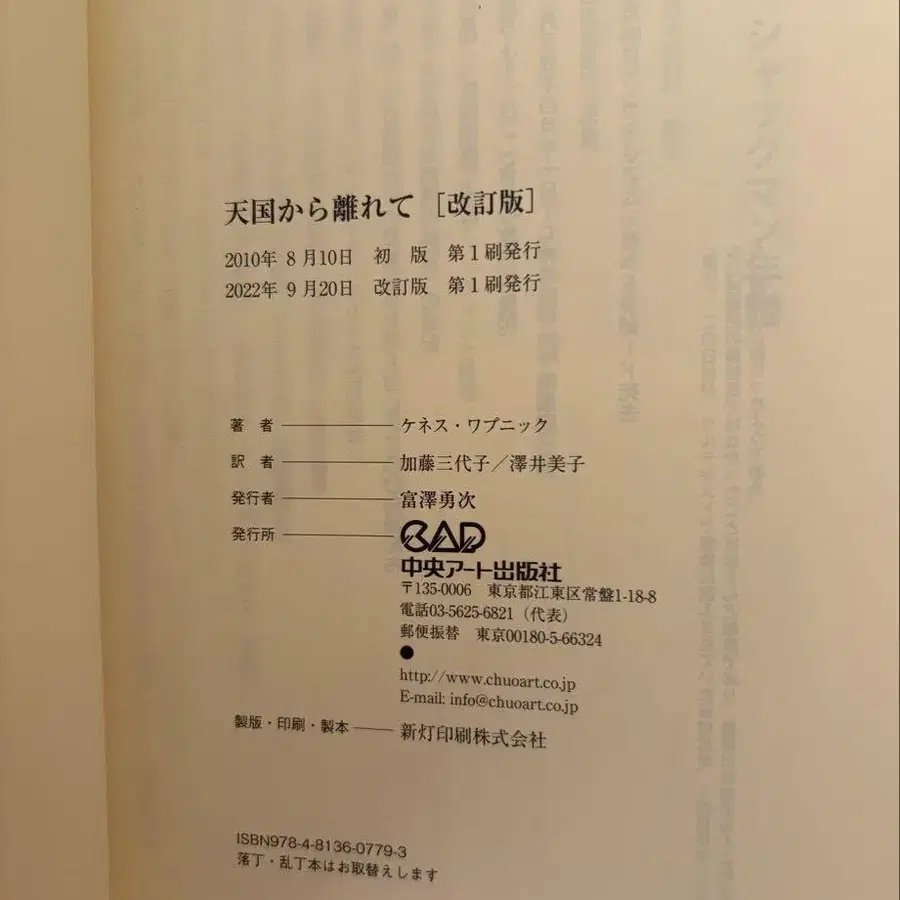 天国から離れて［改訂版］
2010年 8月10日 初 版 第1刷発行
2022年 9月20日 改訂版 第1刷発行
著 者 ―――― ケネス・ワプニック
訳 者 ―――― 加藤三代子／澤井美子
発行者 ―――― 富澤勇次
発行所 ―――― CAP
中央アート出版社
〒135-0006 東京都江東区常盤1-18-8
電話03-5625-6821（代表）
郵便振替 東京00180-5-66324
●
http://www.chuoart.co.jp
E-mail: info@chuoart.co.jp
製版・印刷・製本 ―― 新灯印刷株式会社
ISBN978-4-8136-0779-3
落丁・乱丁本はお取替えします